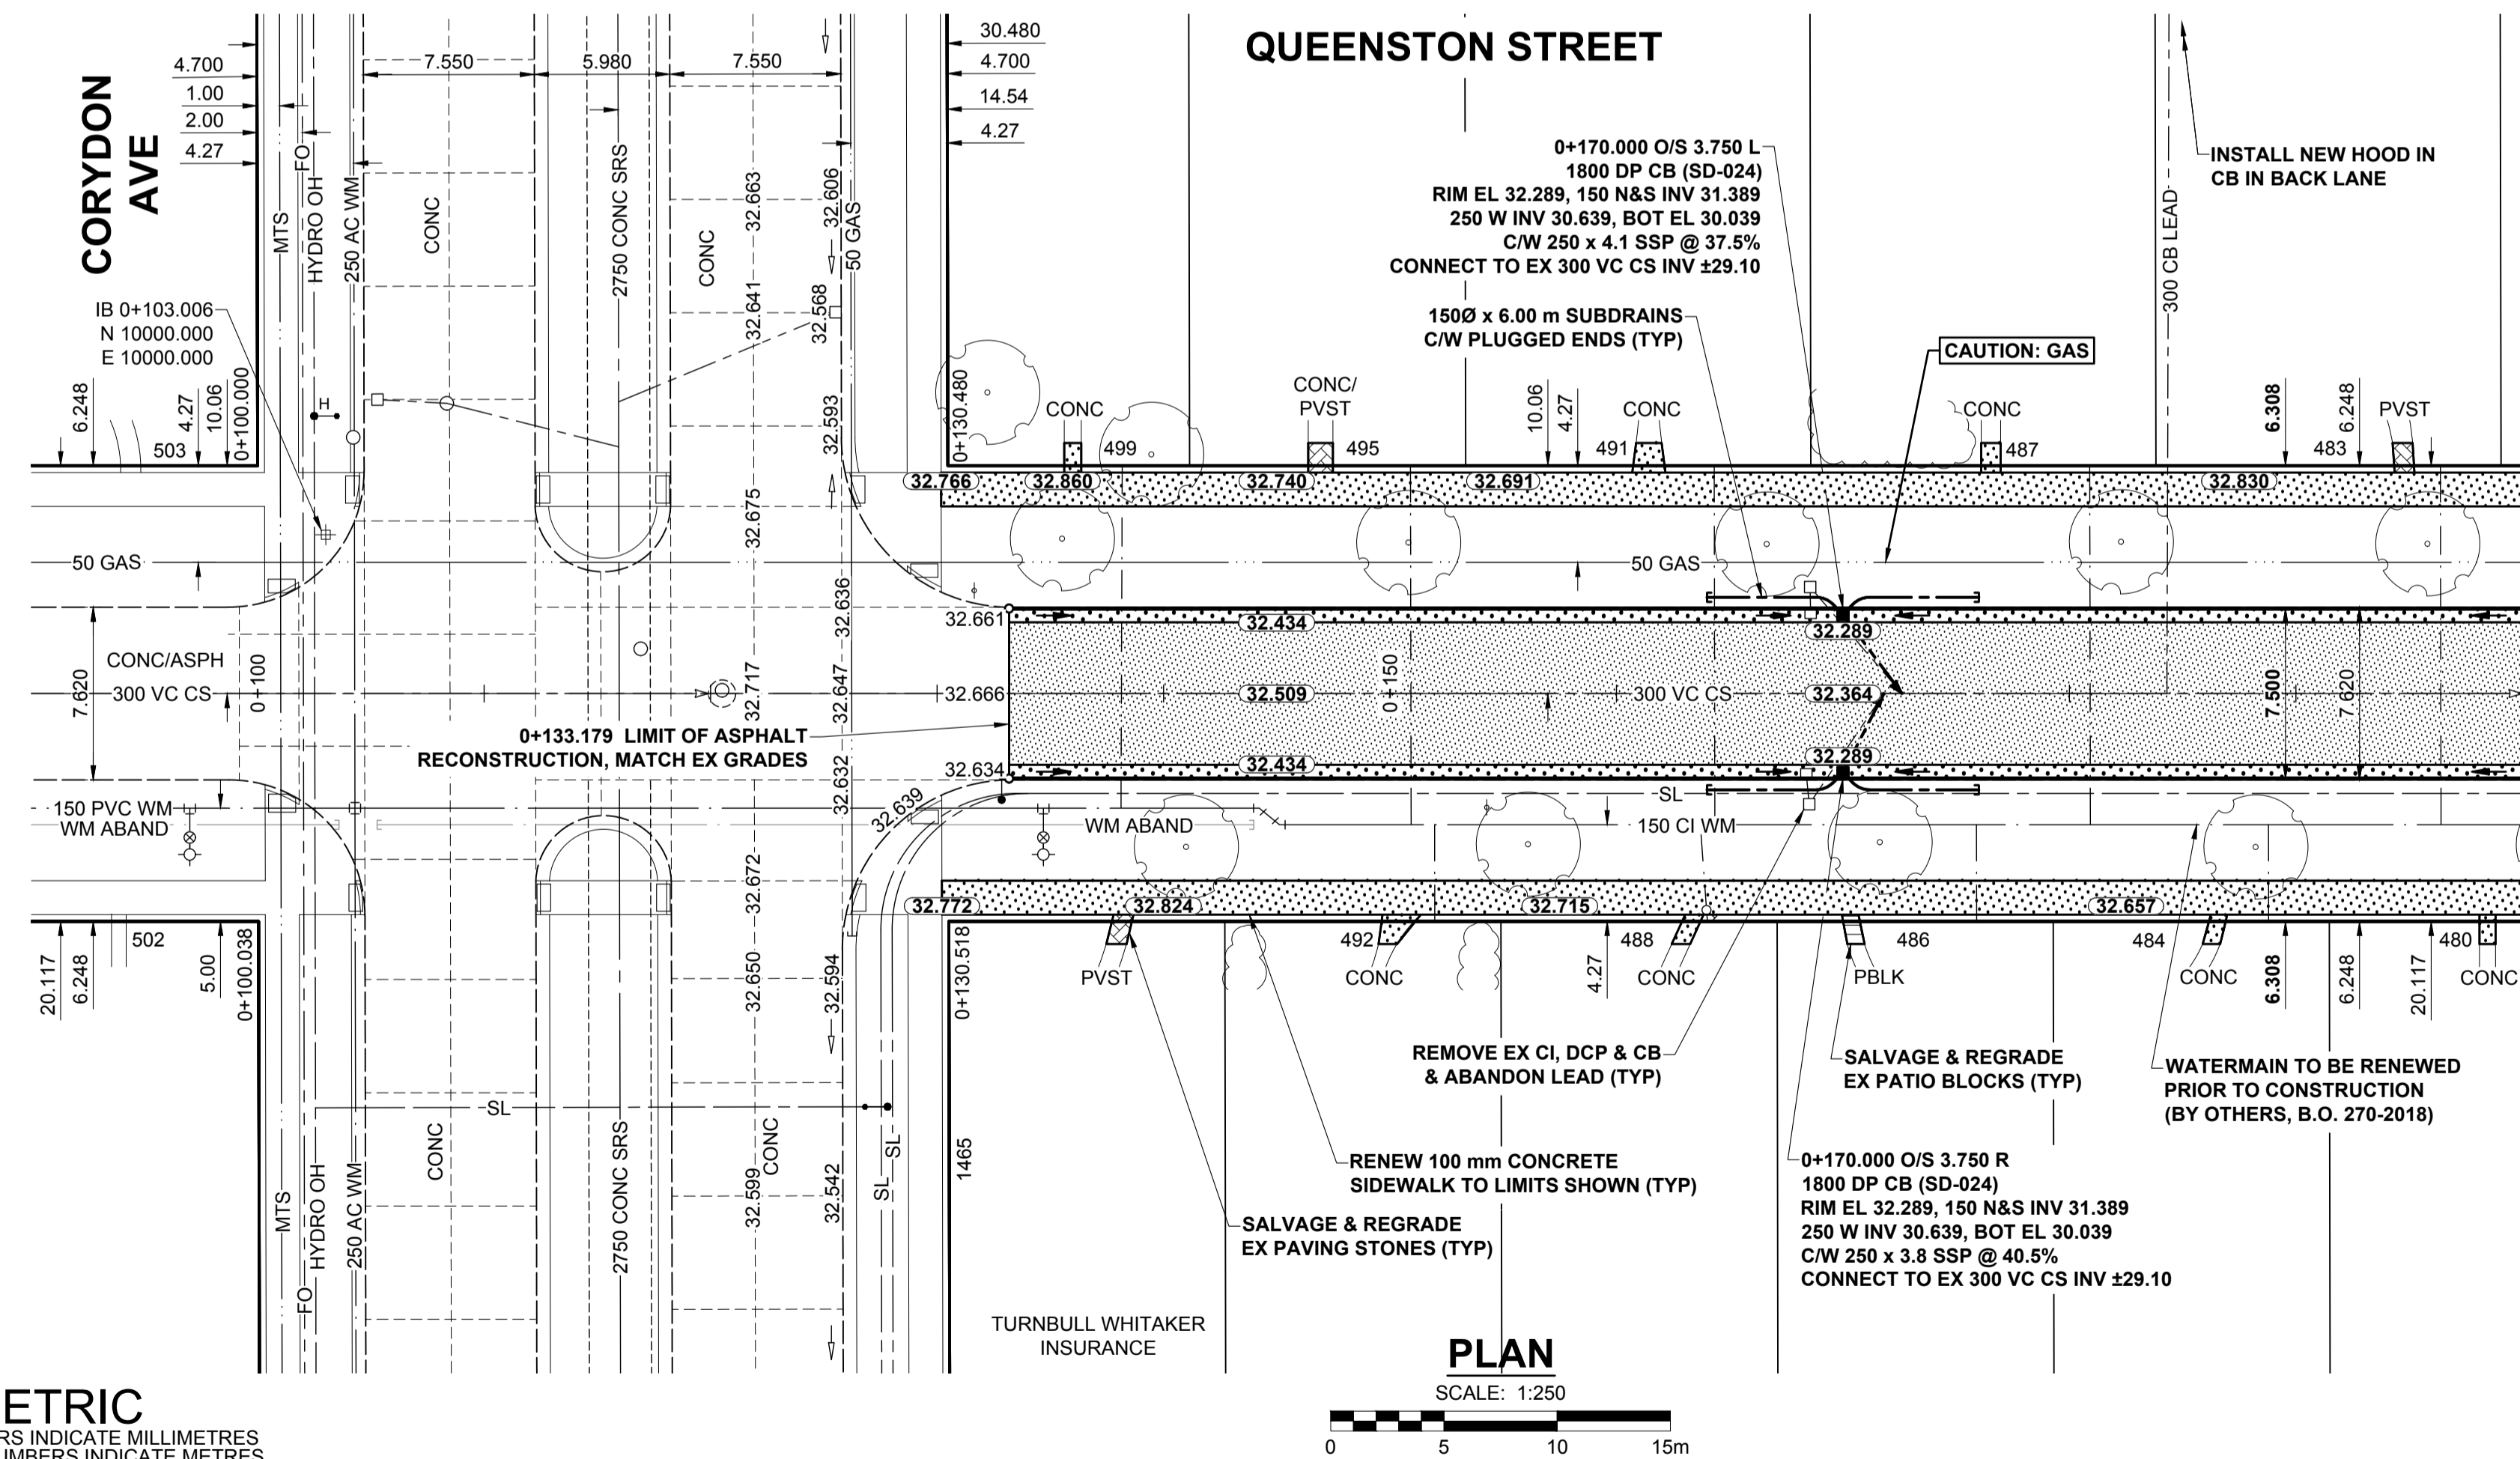 QUEENSTON STREET
CORYDON
AVE
4.700
1.00
2.00
4.27
7.550
5.980
7.550
30.480
4.700
14.54
4.27
MTS
FO
HYDRO OH
250 AC WM
CONC
2750 CONC SRS
CONC
32.663
32.641
32.606
32.568
50 GAS
32.593
32.675
0+170.000 O/S 3.750 L
1800 DP CB (SD-024)
RIM EL 32.289, 150 N&S INV 31.389
250 W INV 30.639, BOT EL 30.039
C/W 250 x 4.1 SSP @ 37.5%
CONNECT TO EX 300 VC CS INV ±29.10
150Ø x 6.00 m SUBDRAINS
C/W PLUGGED ENDS (TYP)
300 CB LEAD
INSTALL NEW HOOD IN
CB IN BACK LANE
CAUTION: GAS
IB 0+103.006
N 10000.000
E 10000.000
6.248
4.27
10.06
0+100.000
503
H
0+130.480
CONC
499
CONC/
PVST
495
10.06
4.27
491
CONC
CONC
487
6.308
6.248
483
PVST
32.766
32.860
32.740
32.691
32.830
50 GAS
50 GAS
32.636
32.661
32.434
32.289
CONC/ASPH
300 VC CS
7.620
0+100
32.717
32.647
32.666
32.509
0+150
300 VC CS
32.364
7.500
7.620
0+133.179 LIMIT OF ASPHALT
RECONSTRUCTION, MATCH EX GRADES
32.632
32.634
32.434
32.289
32.639
SL
150 PVC WM
WM ABAND
WM ABAND
150 CI WM
32.672
32.772
32.824
32.715
32.657
502
20.117
6.248
5.00
0+100.038
32.650
32.594
0+130.518
PVST
492
CONC
4.27
488
CONC
486
PBLK
484
CONC
6.308
6.248
20.117
480
CONC
REMOVE EX CI, DCP & CB
& ABANDON LEAD (TYP)
SALVAGE & REGRADE
EX PATIO BLOCKS (TYP)
WATERMAIN TO BE RENEWED
PRIOR TO CONSTRUCTION
(BY OTHERS, B.O. 270-2018)
SL
MTS
FO
HYDRO OH
250 AC WM
CONC
2750 CONC SRS
CONC
32.599
32.542
SL
SL
1465
RENEW 100 mm CONCRETE
SIDEWALK TO LIMITS SHOWN (TYP)
SALVAGE & REGRADE
EX PAVING STONES (TYP)
0+170.000 O/S 3.750 R
1800 DP CB (SD-024)
RIM EL 32.289, 150 N&S INV 31.389
250 W INV 30.639, BOT EL 30.039
C/W 250 x 3.8 SSP @ 40.5%
CONNECT TO EX 300 VC CS INV ±29.10
TURNBULL WHITAKER
INSURANCE
PLAN
SCALE: 1:250
0 5 10 15m
ETRIC
RS INDICATE MILLIMETRES
UMBERS INDICATE METRES